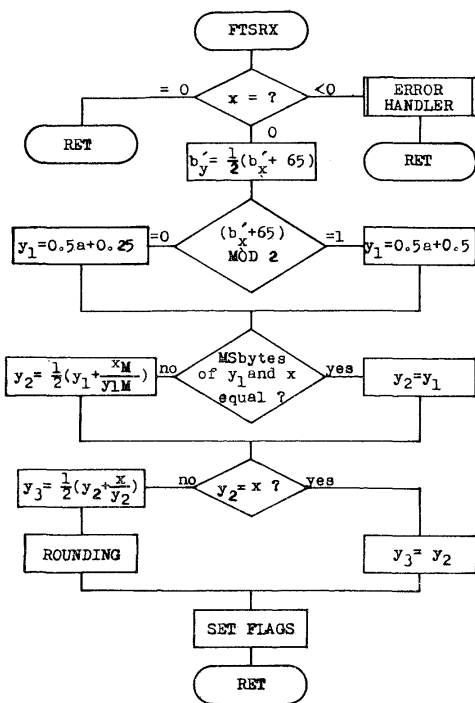 FTSRX
= 0
x = ?
<0
ERROR
HANDLER
RET
0
RET
b′y = ½(b′x + 65)
y1=0.5a+0.25
=0
(b′x+65)
MOD 2
=1
y1=0.5a+0.5
y2= ½(y1+ xM/y1M)
no
MSbytes
of y1 and x
equal ?
yes
y2=y1
y3= ½(y2+ x/y2)
no
y2= x ?
yes
ROUNDING
y3= y2
SET FLAGS
RET